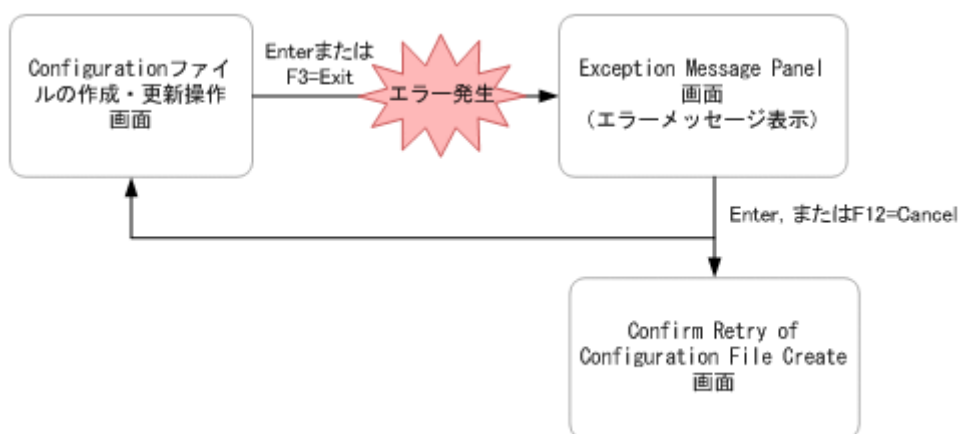 Configurationファイ
ルの作成・更新操作
画面
Enterまたは
F3=Exit
エラー発生
Exception Message Panel
画面
（エラーメッセージ表示）
Enter, またはF12=Cancel
Confirm Retry of
Configuration File Create
画面